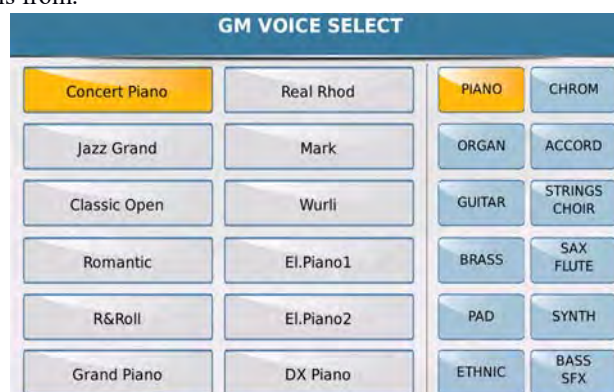 GM VOICE SELECT
Concert Piano
Real Rhod
PIANO
CHROM
Jazz Grand
Mark
ORGAN
ACCORD
Classic Open
Wurli
GUITAR
STRINGS
CHOIR
Romantic
El.Piano1
BRASS
SAX
FLUTE
R&Roll
El.Piano2
PAD
SYNTH
Grand Piano
DX Piano
ETHNIC
BASS
SFX